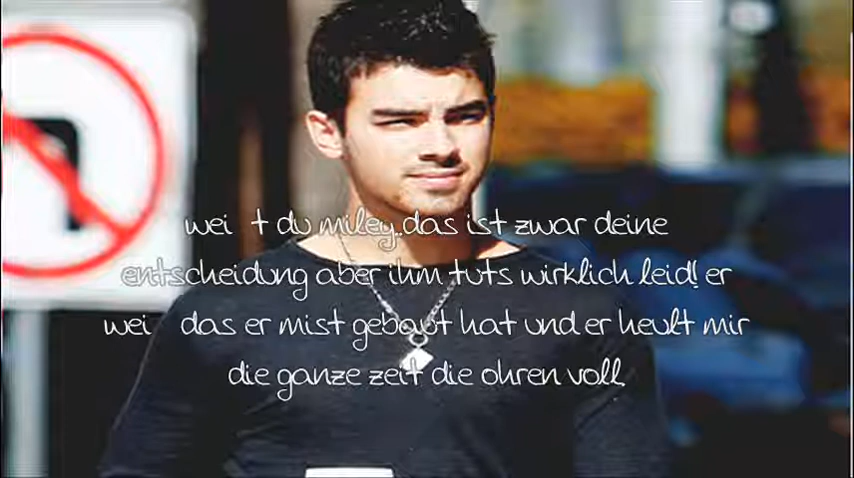 wei t du miley..das ist zwar deine
entscheidung aber ihm tuts wirklich leid! er
wei das er mist gebaut hat und er heult mir
die ganze zeit die ohren voll.